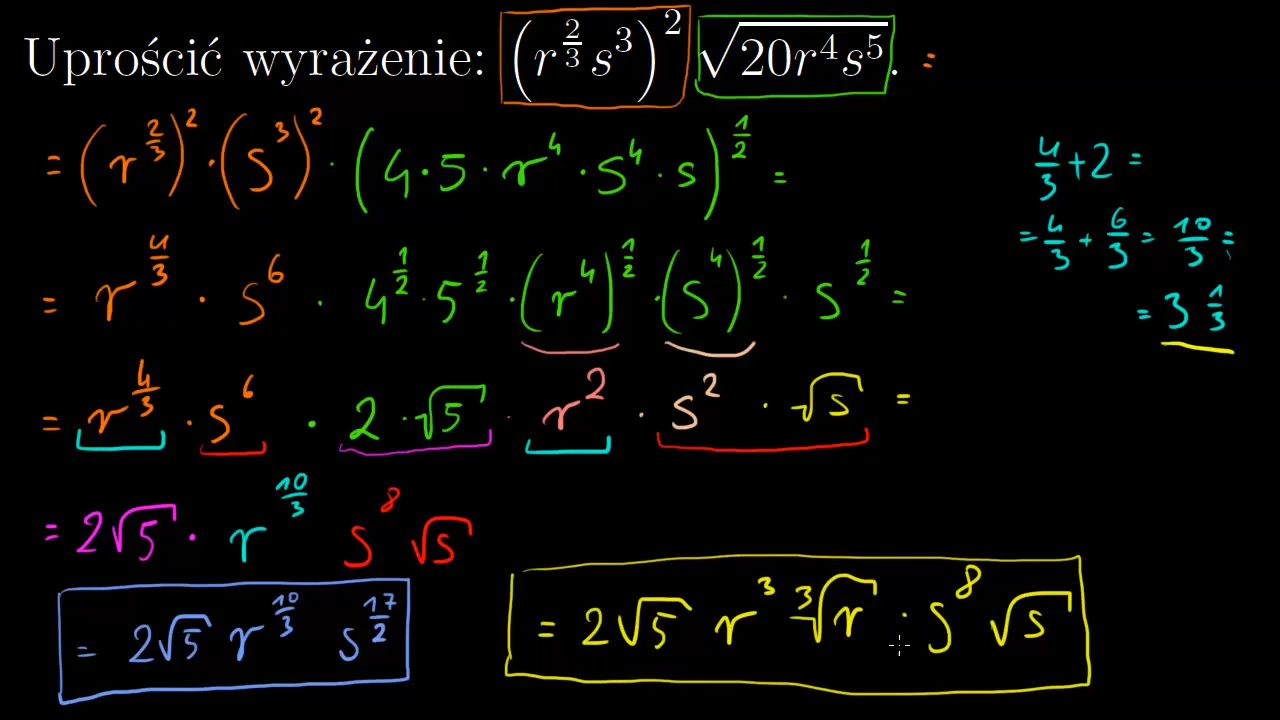 Uprościć wyrażenie: (r^{2/3} s^3)^2 √(20r^4s^5). =
= (r^{2/3})^2 · (s^3)^2 · (4 · 5 · r^4 · s^4 · s)^{1/2} =
= r^{4/3} · s^6 · 4^{1/2} · 5^{1/2} · (r^4)^{1/2} · (s^4)^{1/2} · s^{1/2} =
= r^{4/3} · s^6 · 2 · √5 · r^2 · s^2 · √s =
= 2√5 · r^{10/3} s^8 √s
= 2√5 r^{10/3} s^{17/2}
= 2√5 r^3 ∛r · s^8 √s
4/3 + 2 =
= 4/3 + 6/3 = 10/3 =
= 3 1/3